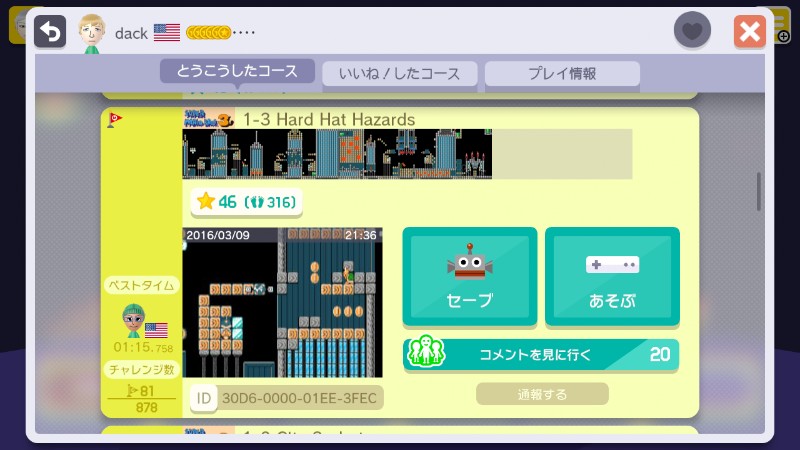 dack
とうこうしたコース
いいね!したコース
プレイ情報
1-3 Hard Hat Hazards
46 (316)
2016/03/09 21:36
ベストタイム
01:15.758
チャレンジ数
81
878
セーブ
あそぶ
コメントを見に行く 20
ID 30D6-0000-01EE-3FEC
通報する